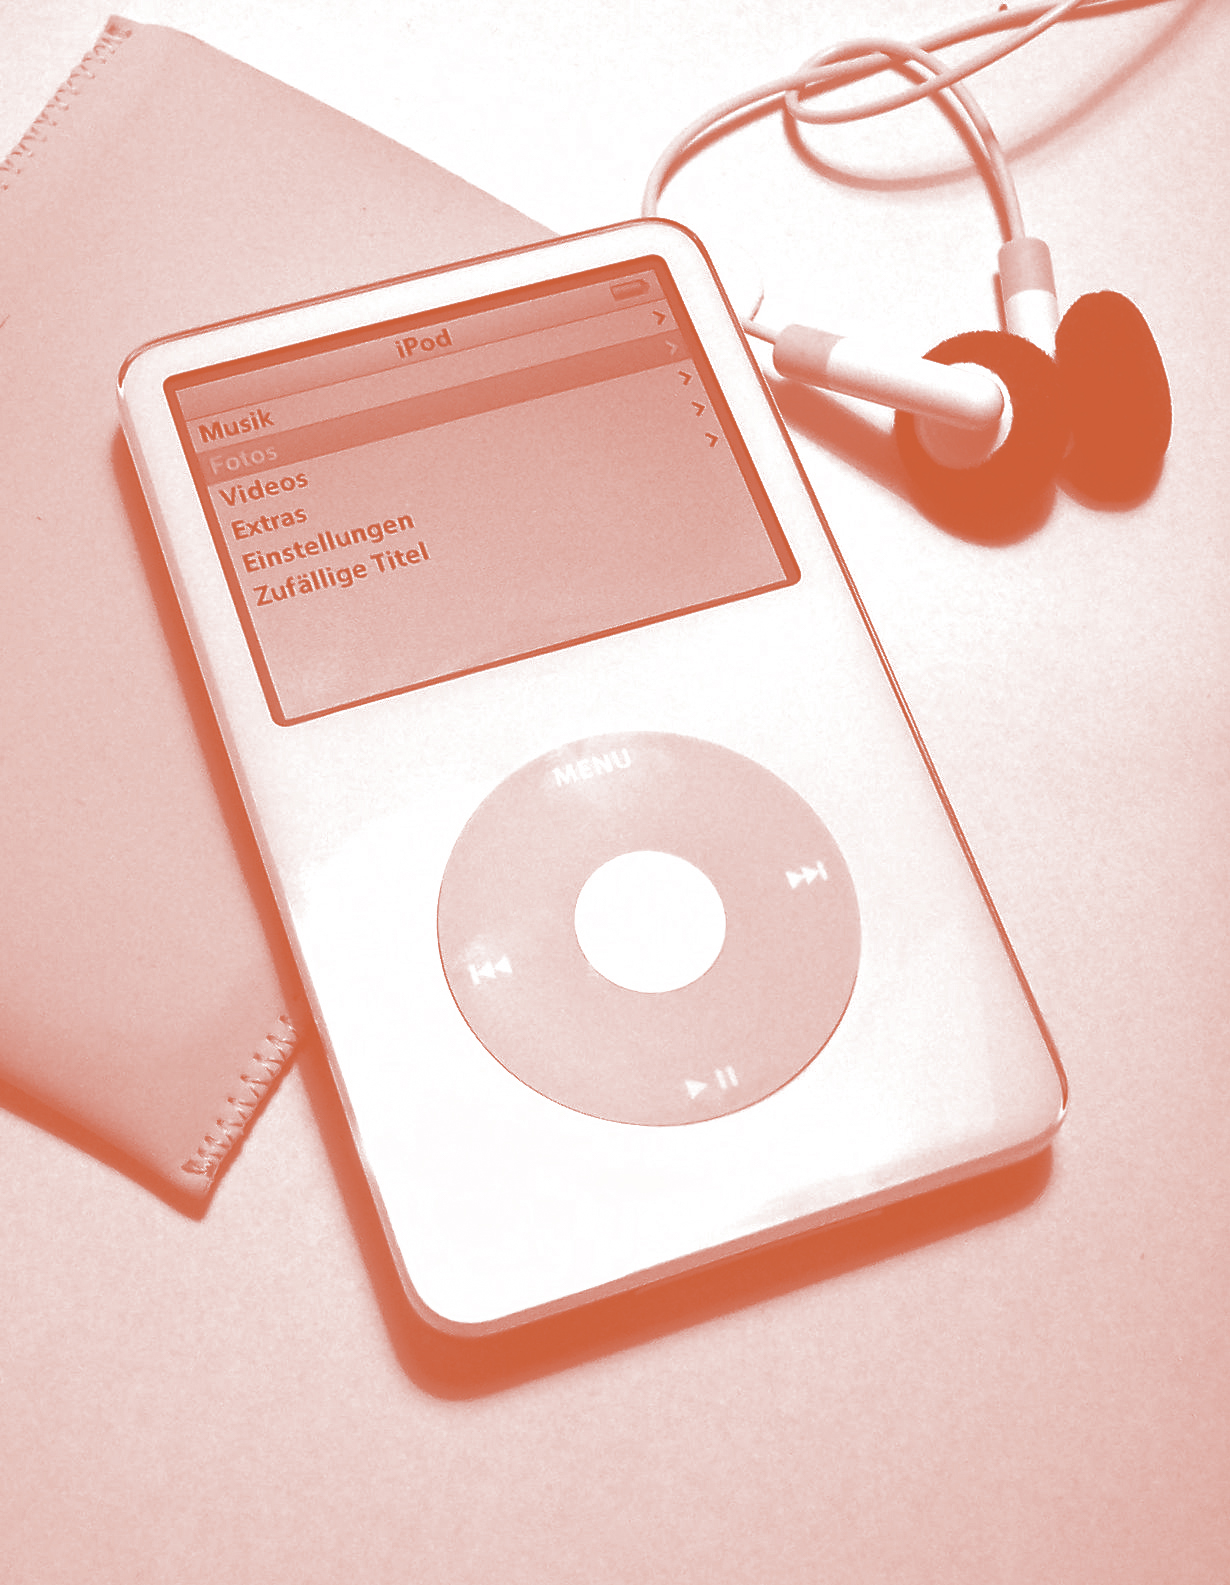 iPod
Musik
Fotos
Videos
Extras
Einstellungen
Zufällige Titel
MENU